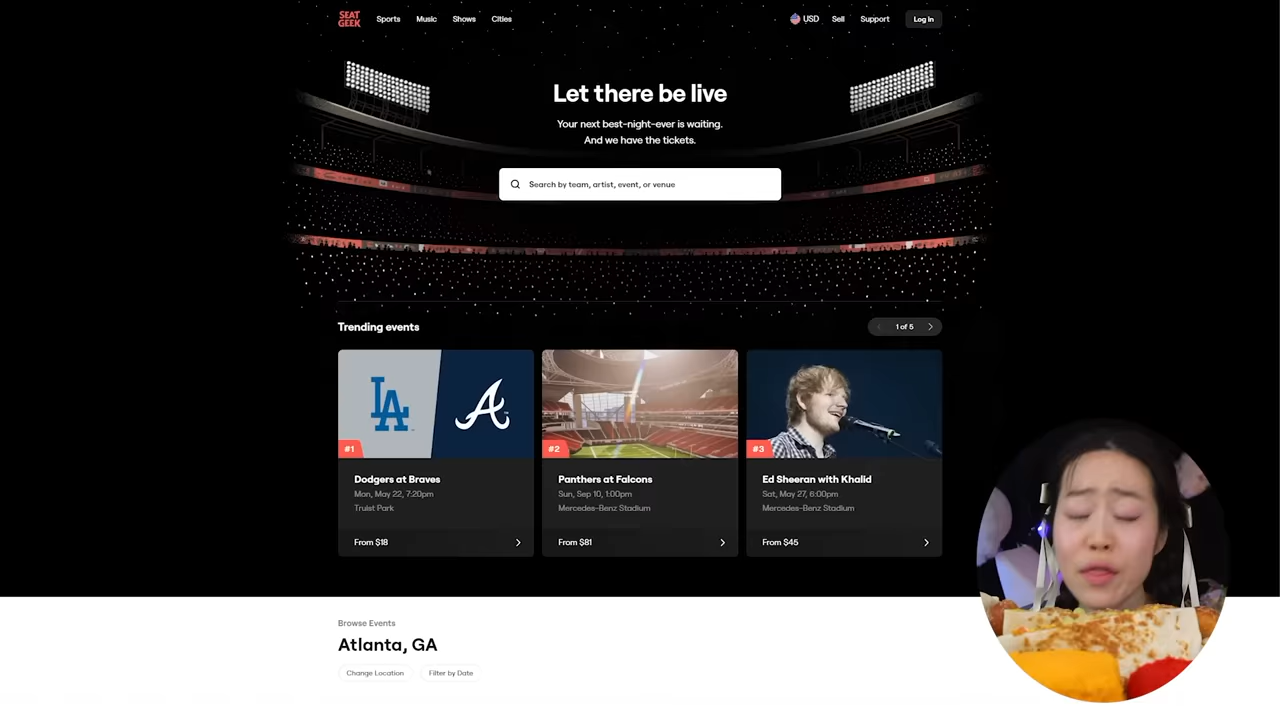 SEAT
GEEK
Sports
Music
Shows
Cities
USD
Sell
Support
Log In
Let there be live
Your next best-night-ever is waiting.
And we have the tickets.
Search by team, artist, event, or venue
Trending events
1 of 5
LA
A
#1
#2
#3
Dodgers at Braves
Mon, May 22, 7:20pm
Truist Park
From $18
Panthers at Falcons
Sun, Sep 10, 1:00pm
Mercedes-Benz Stadium
From $81
Ed Sheeran with Khalid
Sat, May 27, 6:00pm
Mercedes-Benz Stadium
From $45
Browse Events
Atlanta, GA
Change Location
Filter by Date